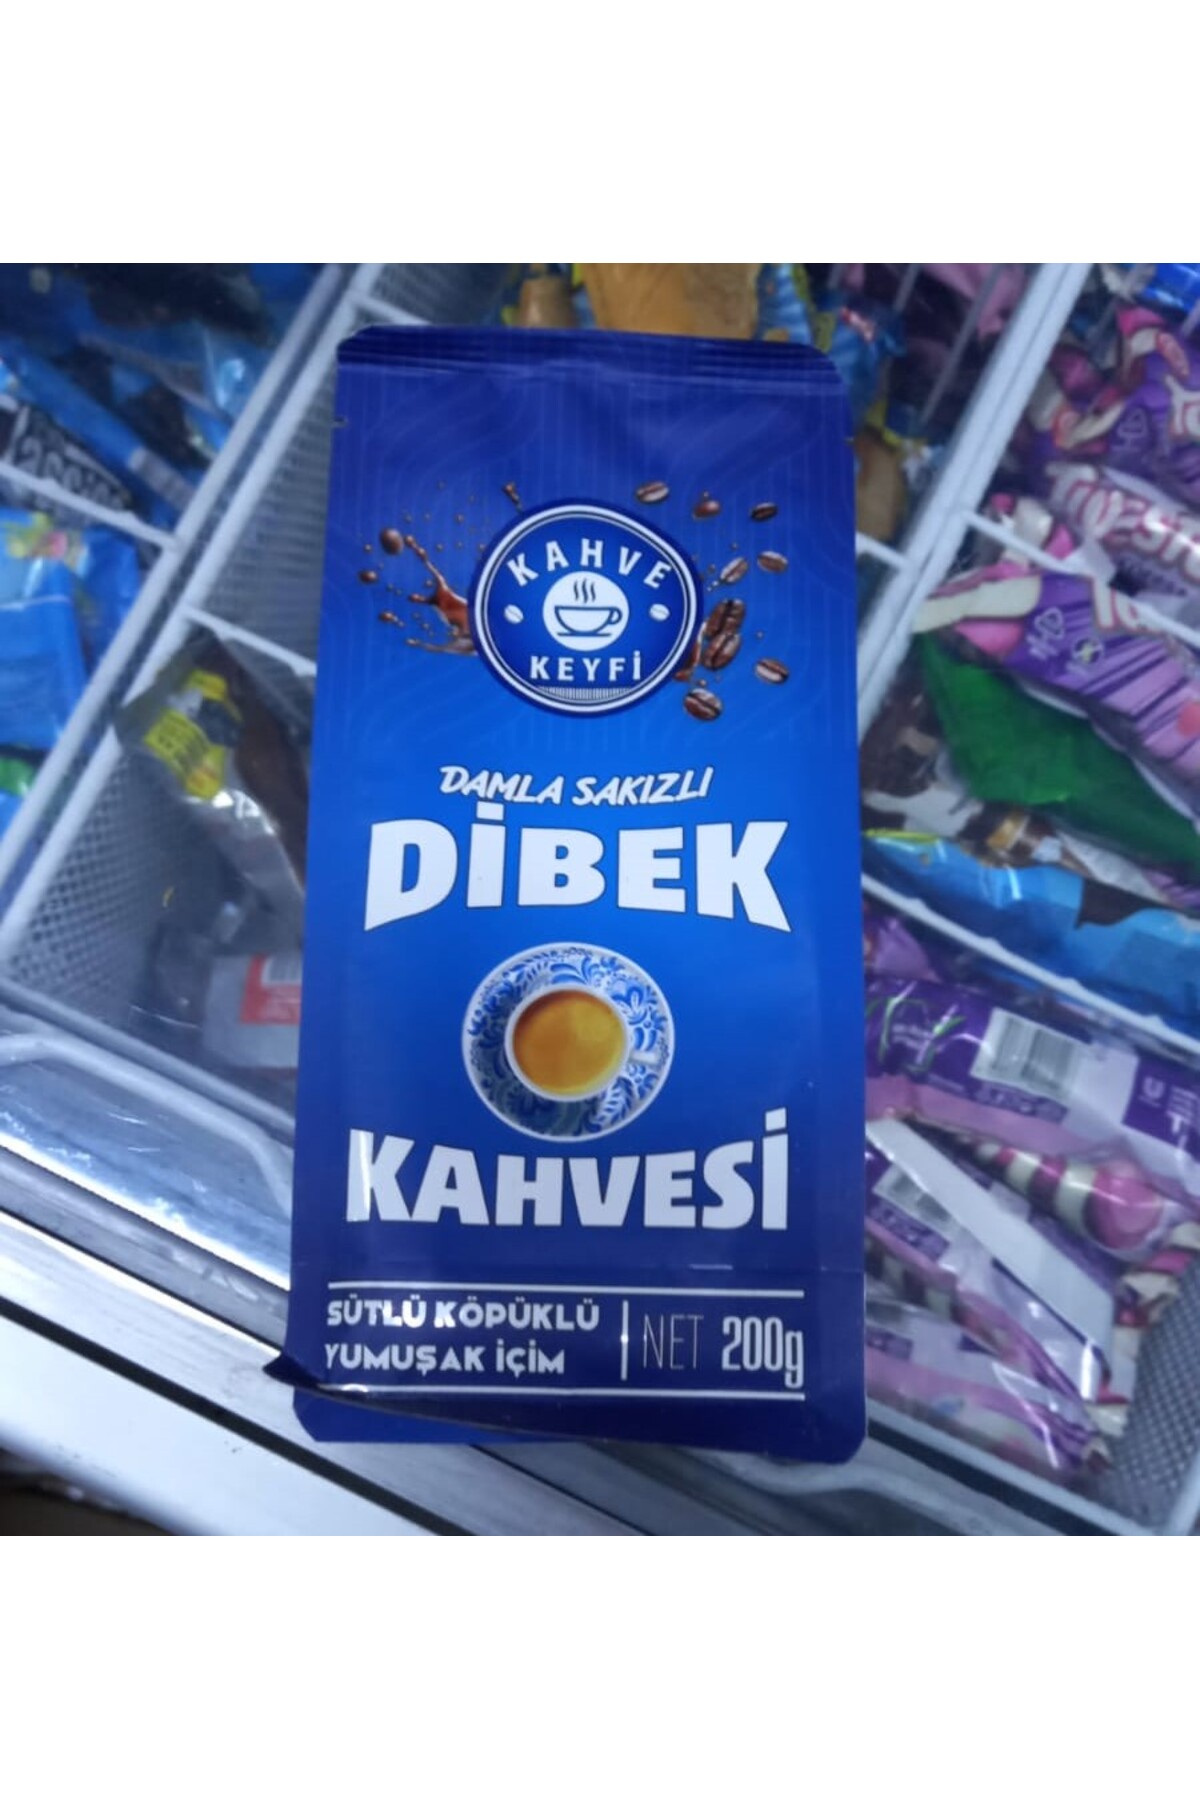 KAHVE
KEYFİ
DAMLA SAKIZLI
DİBEK
KAHVESİ
SÜTLÜ KÖPÜKLÜ
YUMUŞAK İÇİM
NET 200g